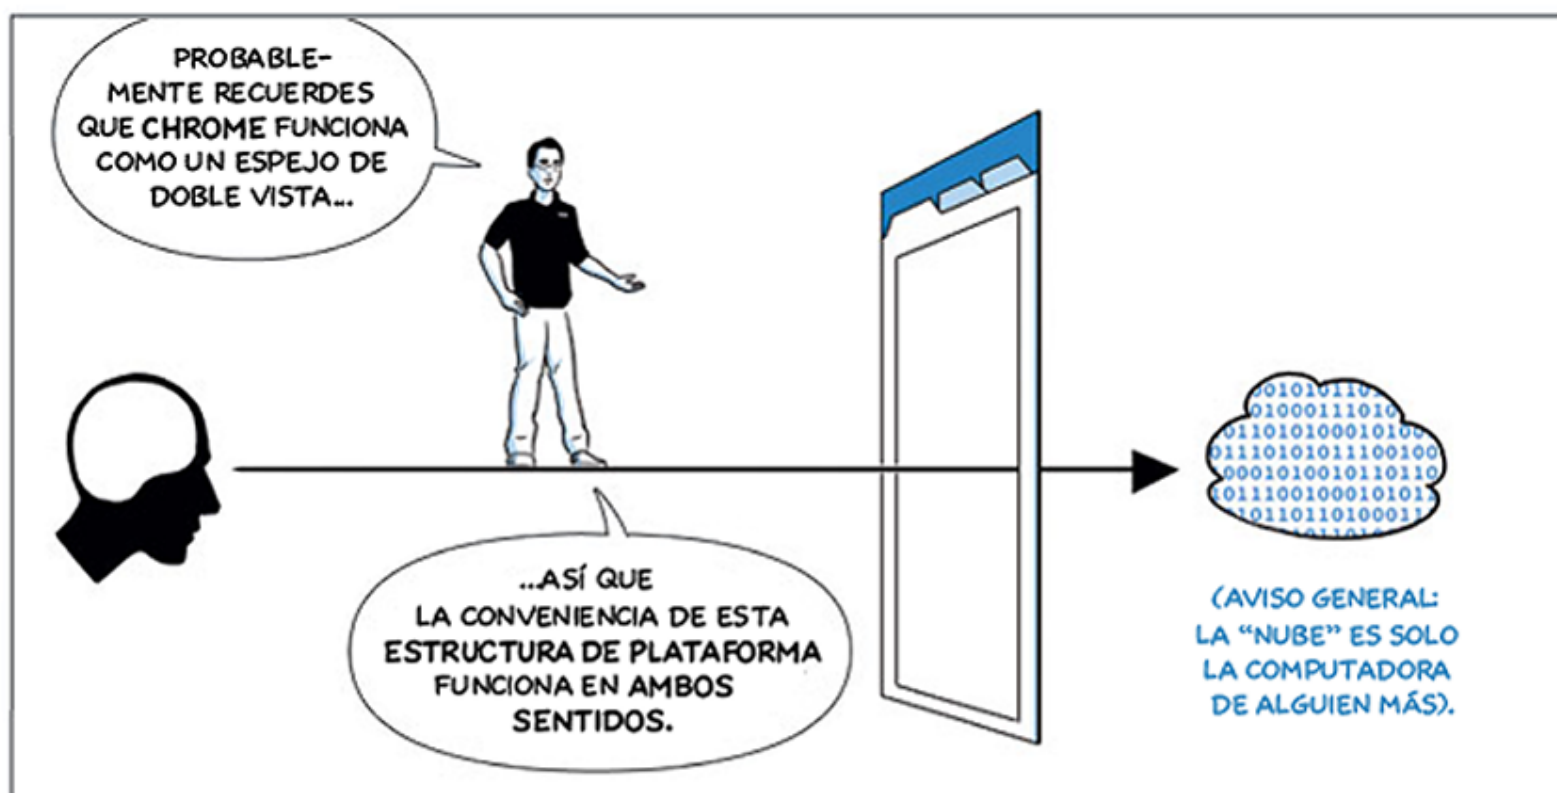 PROBABLE-
MENTE RECUERDES
QUE CHROME FUNCIONA
COMO UN ESPEJO DE
DOBLE VISTA...
...ASÍ QUE
LA CONVENIENCIA DE ESTA
ESTRUCTURA DE PLATAFORMA
FUNCIONA EN AMBOS
SENTIDOS.
(AVISO GENERAL:
LA “NUBE” ES SOLO
LA COMPUTADORA
DE ALGUIEN MÁS).